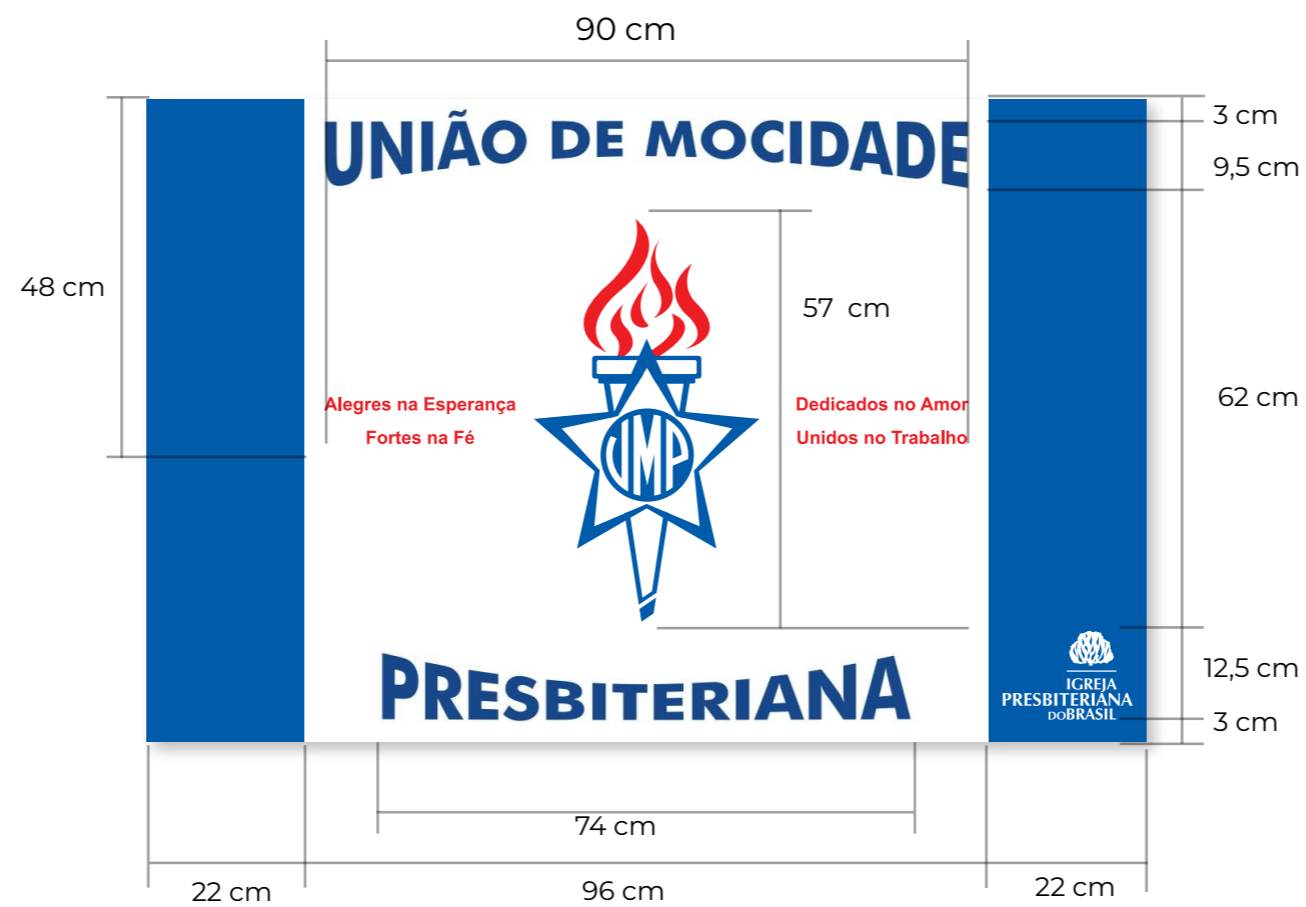 90 cm
UNIÃO DE MOCIDADE
3 cm
9,5 cm
48 cm
57 cm
62 cm
Alegres na Esperança
Fortes na Fé
Dedicados no Amor
Unidos no Trabalho
UMP
PRESBITERIANA
IGREJA
PRESBITERIANA
DOBRASIL
12,5 cm
3 cm
74 cm
22 cm
96 cm
22 cm